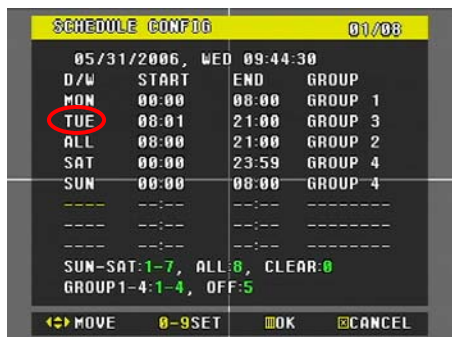 SCHEDULE CONFIG 01/08
05/31/2006, WED 09:44:30
D/W START END GROUP
MON 00:00 08:00 GROUP 1
TUE 08:01 21:00 GROUP 3
ALL 08:00 21:00 GROUP 2
SAT 00:00 23:59 GROUP 4
SUN 00:00 08:00 GROUP 4
---- --:-- --:-- --------
---- --:-- --:-- --------
---- --:-- --:-- --------
SUN-SAT:1-7, ALL:8, CLEAR:0
GROUP1-4:1-4, OFF:5
MOVE 0-9SET OK CANCEL